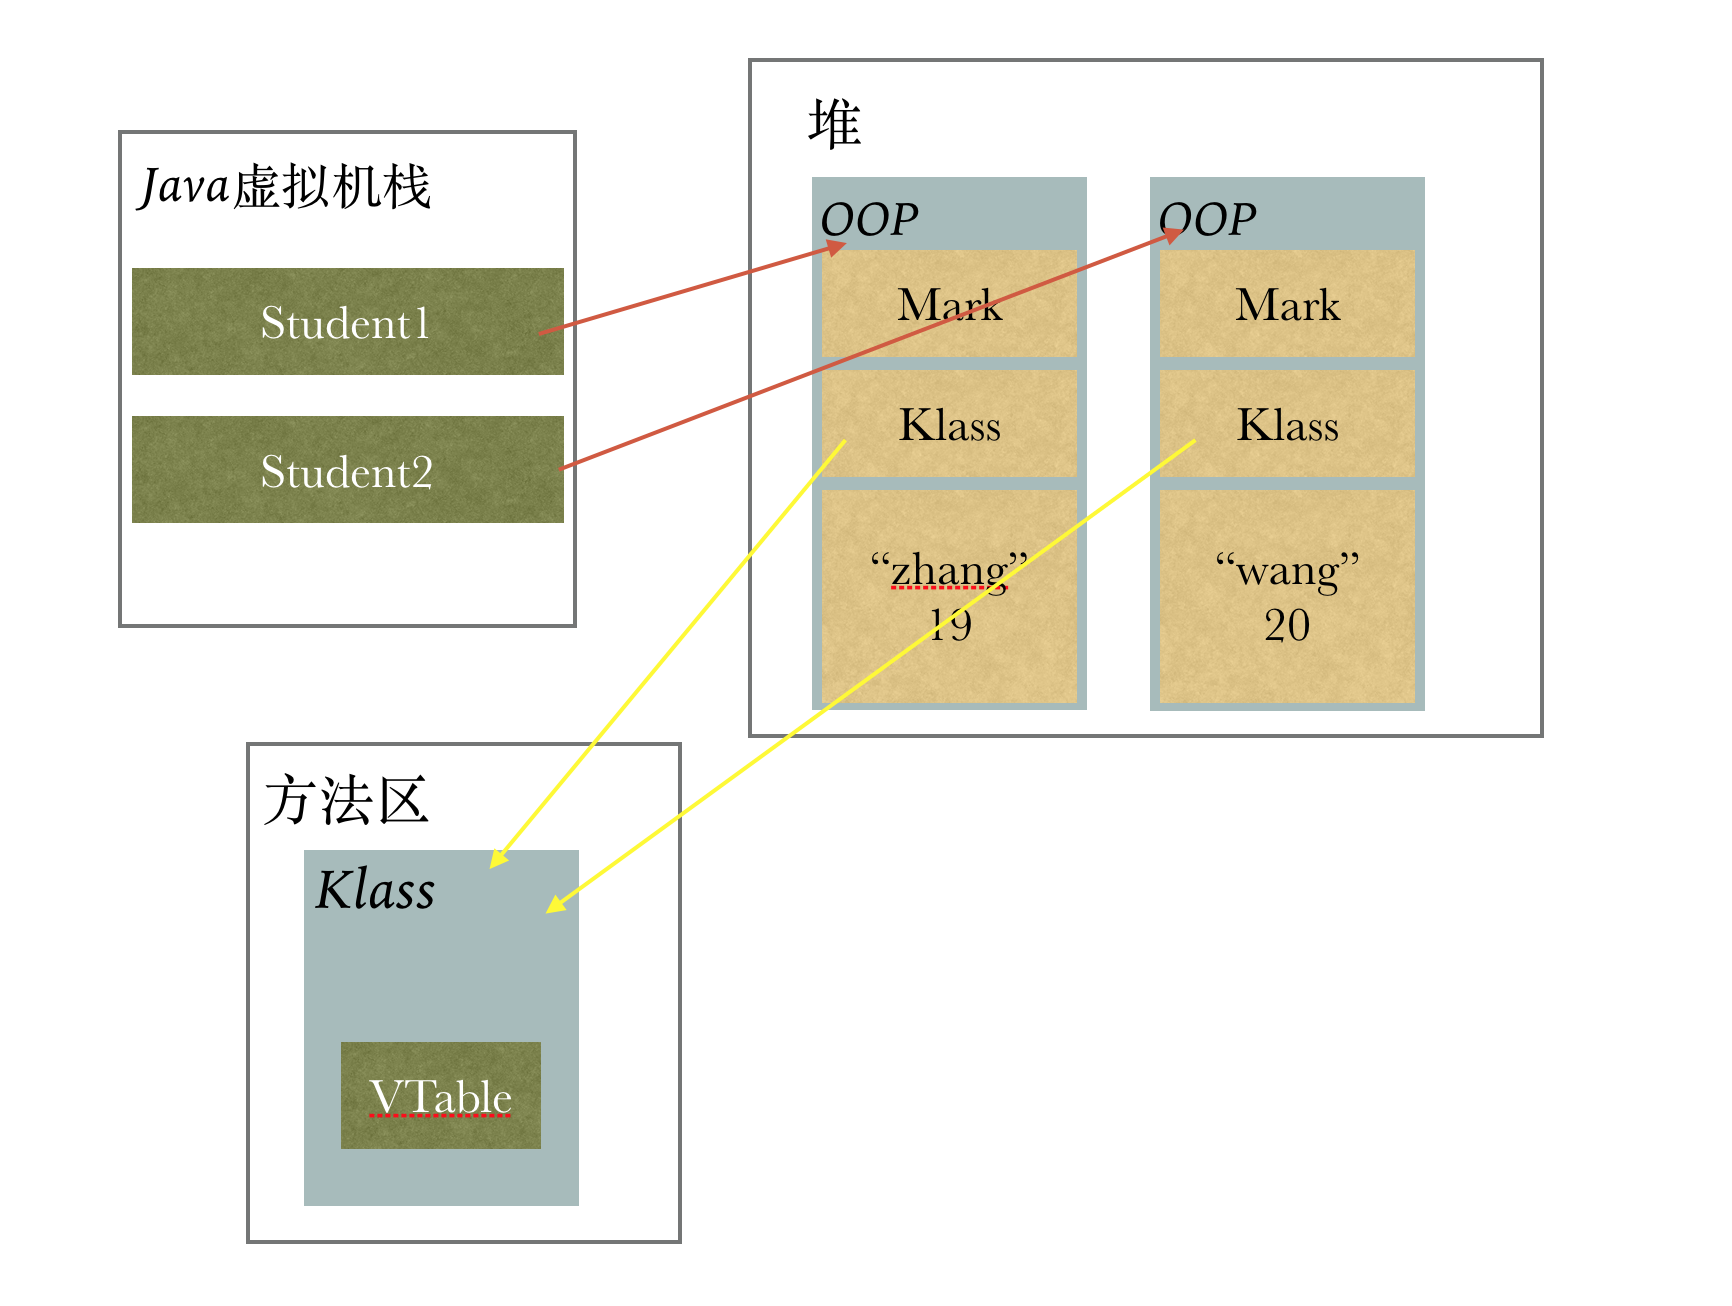 Java虚拟机栈
Student1
Student2
堆
OOP
Mark
Klass
“zhang”
19
OOP
Mark
Klass
“wang”
20
方法区
Klass
VTable